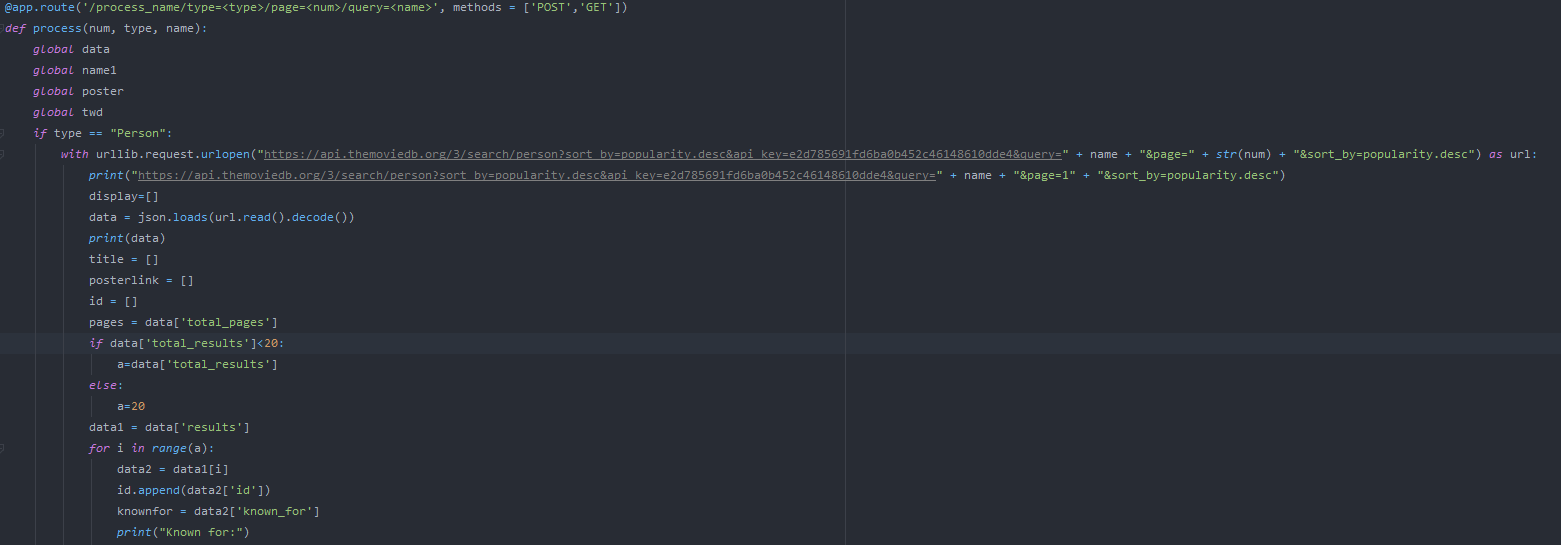 @app.route('/process_name/type=<type>/page=<num>/query=<name>', methods = ['POST','GET'])
def process(num, type, name):
global data
global name1
global poster
global twd
if type == "Person":
with urllib.request.urlopen("https://api.themoviedb.org/3/search/person?sort_by=popularity.desc&api_key=e2d785691fd6ba0b452c46148610dde4&query=" + name + "&page=" + str(num) + "&sort_by=popularity.desc") as url:
print("https://api.themoviedb.org/3/search/person?sort_by=popularity.desc&api_key=e2d785691fd6ba0b452c46148610dde4&query=" + name + "&page=1" + "&sort_by=popularity.desc")
display=[]
data = json.loads(url.read().decode())
print(data)
title = []
posterlink = []
id = []
pages = data['total_pages']
if data['total_results']<20:
a=data['total_results']
else:
a=20
data1 = data['results']
for i in range(a):
data2 = data1[i]
id.append(data2['id'])
knownfor = data2['known_for']
print("Known for:")